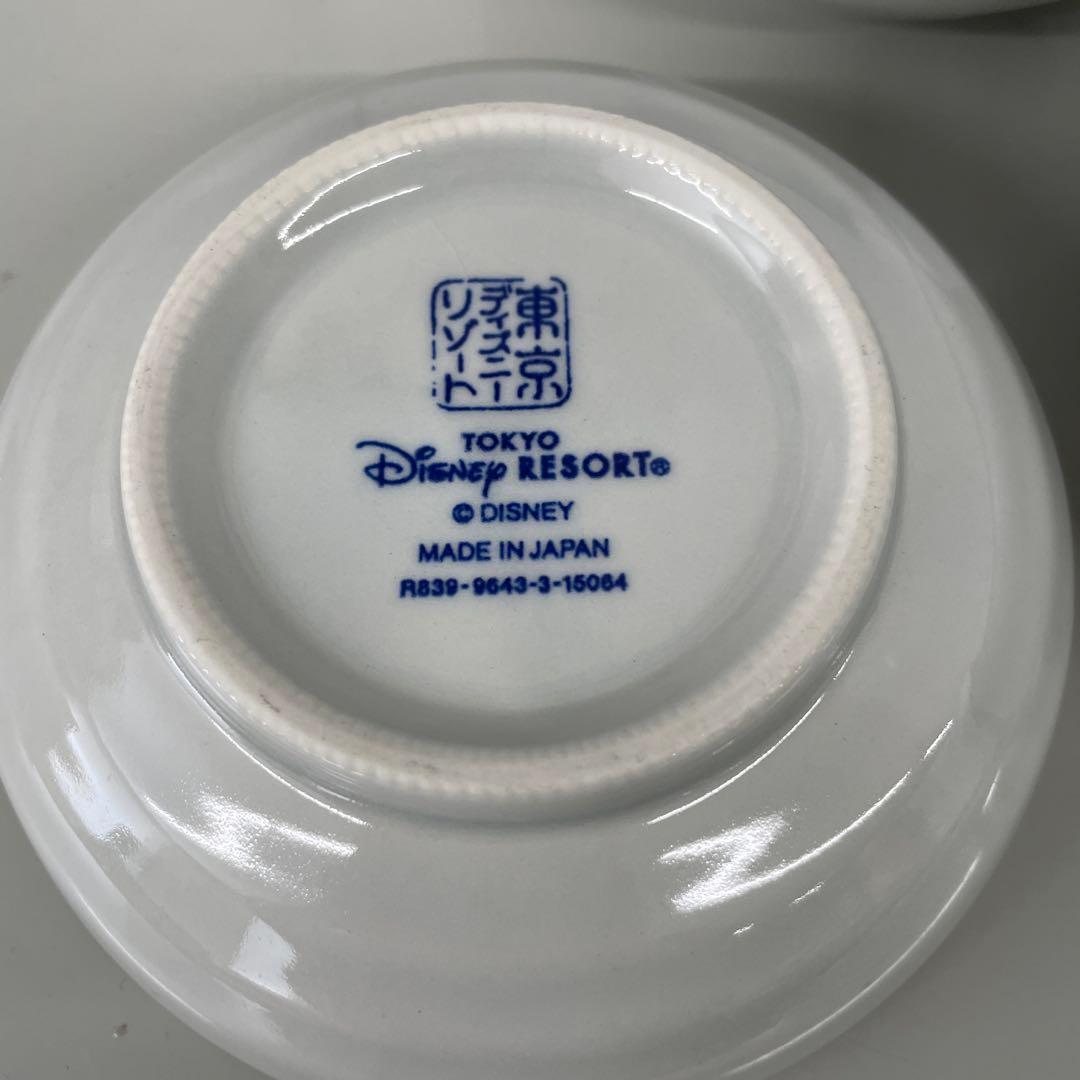 東京
ディズニー
リゾート
TOKYO
Disney RESORT®
© DISNEY
MADE IN JAPAN
R839-9643-3-15064